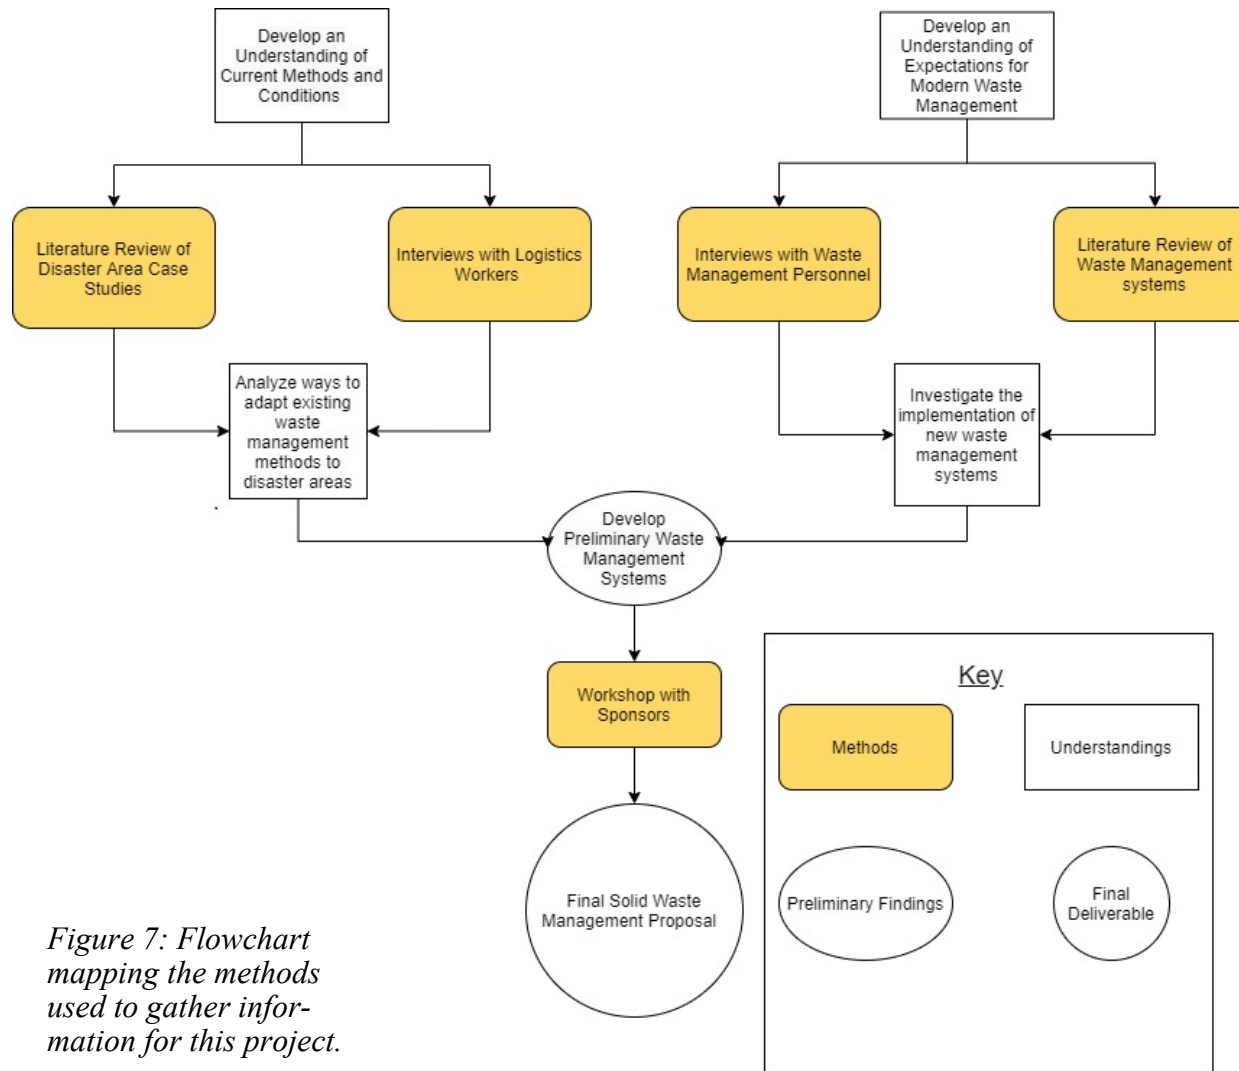 Develop an
Understanding of
Current Methods and
Conditions
Develop an
Understanding of
Expectations for
Modern Waste
Management
Literature Review of
Disaster Area Case
Studies
Interviews with Logistics
Workers
Interviews with Waste
Management Personnel
Literature Review of
Waste Management
systems
Analyze ways to
adapt existing
waste
management
methods to
disaster areas
Investigate the
implementation of
new waste
management
systems
Develop
Preliminary Waste
Management
Systems
Workshop with
Sponsors
Final Solid Waste
Management Proposal
Key
Methods
Understandings
Preliminary Findings
Final
Deliverable
Figure 7: Flowchart
mapping the methods
used to gather infor-
mation for this project.